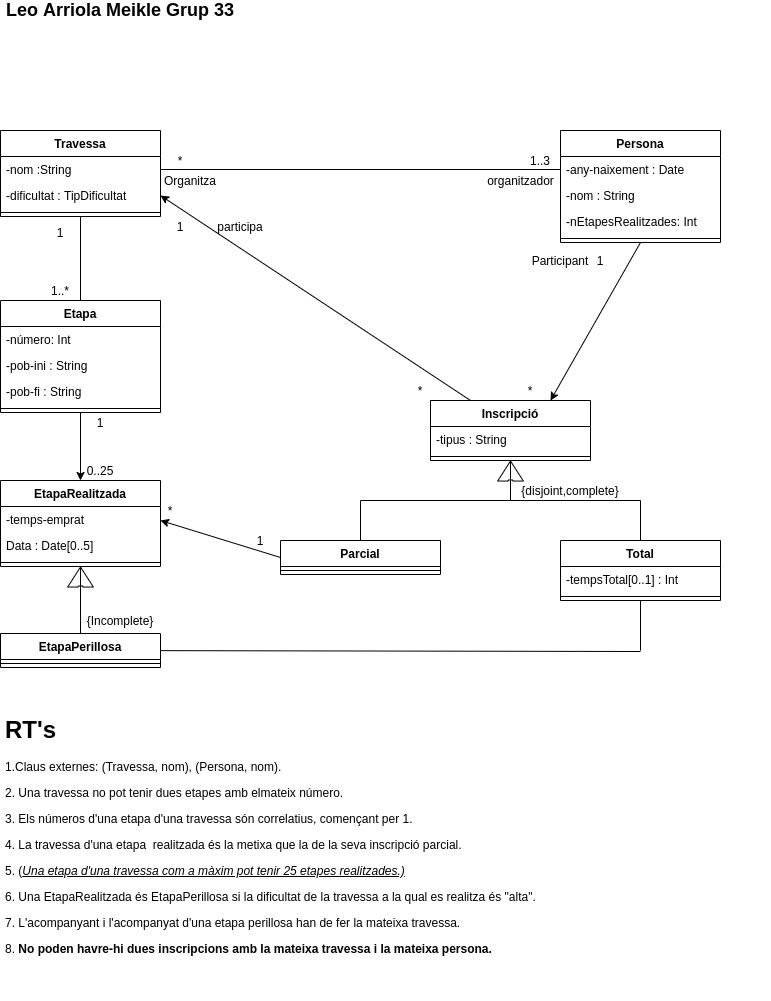 Leo Arriola Meikle Grup 33
Travessa
-nom :String
-dificultat : TipDificultat
*
Organitza
1..3
organitzador
Persona
-any-naixement : Date
-nom : String
-nEtapesRealitzades: Int
1
participa
1
Participant 1
1..*
Etapa
-número: Int
-pob-ini : String
-pob-fi : String
*
*
Inscripció
-tipus : String
1
0..25
EtapaRealitzada
-temps-emprat
Data : Date[0..5]
{disjoint,complete}
*
1
Parcial
Total
-tempsTotal[0..1] : Int
{Incomplete}
EtapaPerillosa
RT's
1.Claus externes: (Travessa, nom), (Persona, nom).
2. Una travessa no pot tenir dues etapes amb elmateix número.
3. Els números d'una etapa d'una travessa són correlatius, començant per 1.
4. La travessa d'una etapa realitzada és la metixa que la de la seva inscripció parcial.
5. (Una etapa d'una travessa com a màxim pot tenir 25 etapes realitzades.)
6. Una EtapaRealitzada és EtapaPerillosa si la dificultat de la travessa a la qual es realitza és "alta".
7. L'acompanyant i l'acompanyat d'una etapa perillosa han de fer la mateixa travessa.
8. No poden havre-hi dues inscripcions amb la mateixa travessa i la mateixa persona.